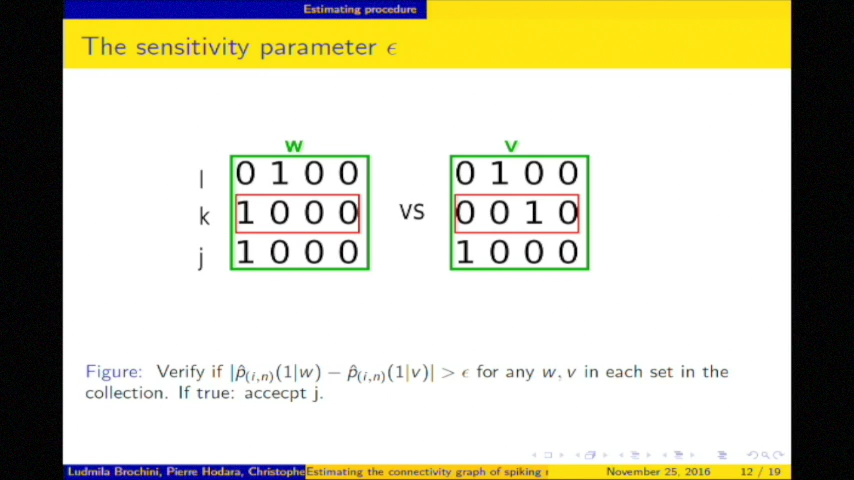 Estimating procedure
The sensitivity parameter ϵ
w v
l 0 1 0 0 0 1 0 0
k 1 0 0 0 vs 0 0 1 0
j 1 0 0 0 1 0 0 0
Figure: Verify if |p̂(i,n)(1|w) − p̂(i,n)(1|v)| > ϵ for any w, v in each set in the
collection. If true: accecpt j.
Ludmila Brochini, Pierre Hodara, Christophe Estimating the connectivity graph of spiking n November 25, 2016 12 / 19